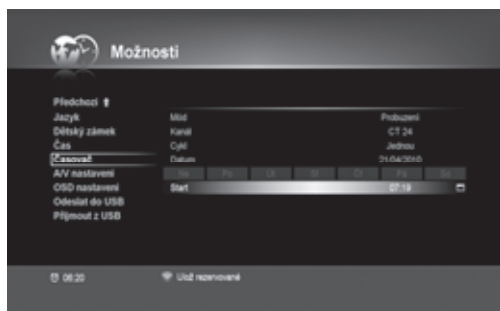 Možnosti
Předchozí ⬆
Jazyk
Dětský zámek
Čas
Časovač
A/V nastavení
OSD nastavení
Odeslat do USB
Příjmout z USB
Mód Probuzení
Kanál CT 24
Cykl Jednou
Datum 21/04/2010
Ne Po Út St Čt Pá So
Start 07:19
06:20 Ulož rezervované